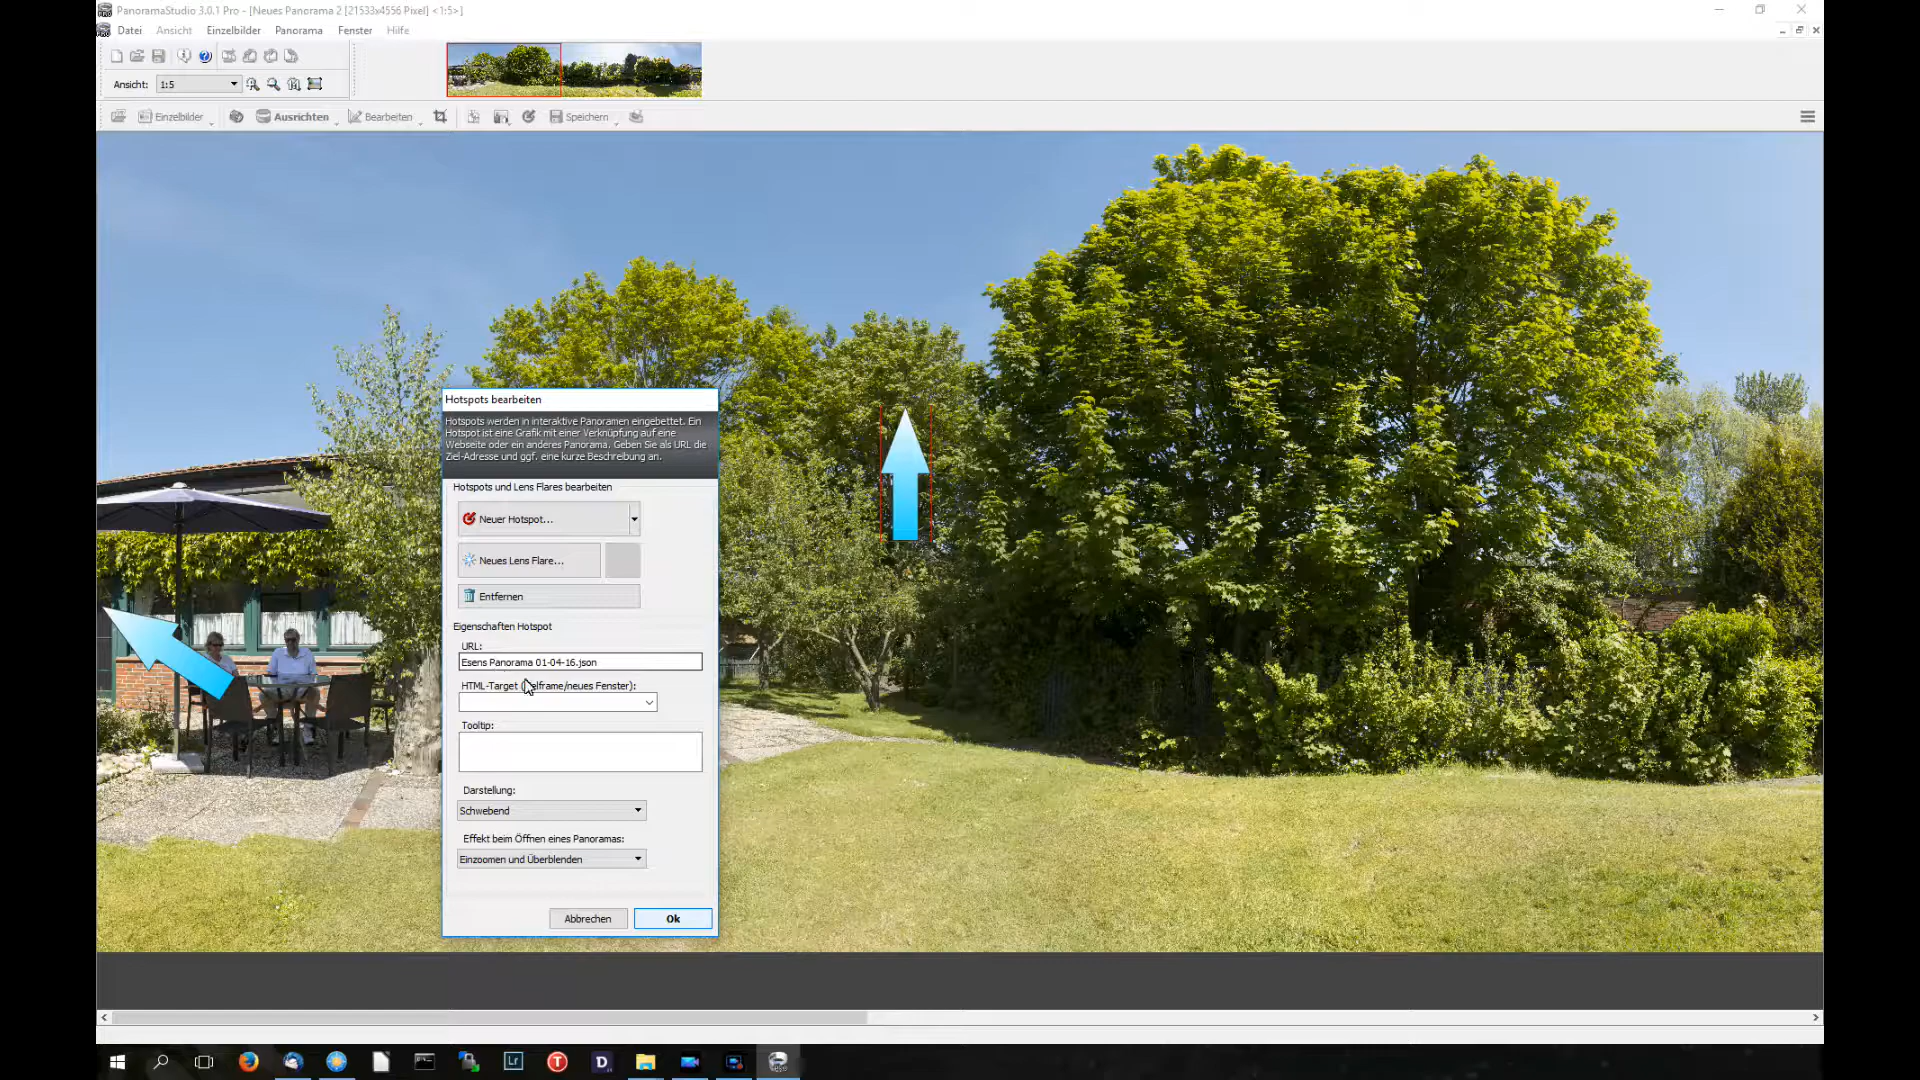 PanoramaStudio 3.0.1 Pro - [Neues Panorama 2 [21533x4556 Pixel] <1:5>]
Datei Ansicht Einzelbilder Panorama Fenster Hilfe
Ansicht: 1:5
Einzelbilder Ausrichten Bearbeiten Speichern
Hotspots bearbeiten
Hotspots werden in interaktive Panoramen eingebettet. Ein
Hotspot ist eine Grafik mit einer Verknüpfung auf eine
Webseite oder ein anderes Panorama. Geben Sie als URL die
Ziel-Adresse und ggf. eine kurze Beschreibung an.
Hotspots und Lens Flares bearbeiten
Neuer Hotspot...
Neues Lens Flare...
Entfernen
Eigenschaften Hotspot
URL:
Esens Panorama 01-04-16.json
HTML-Target (Zielframe/neues Fenster):
Tooltip:
Darstellung:
Schwebend
Effekt beim Öffnen eines Panoramas:
Einzoomen und Überblenden
Abbrechen Ok
Lr T D